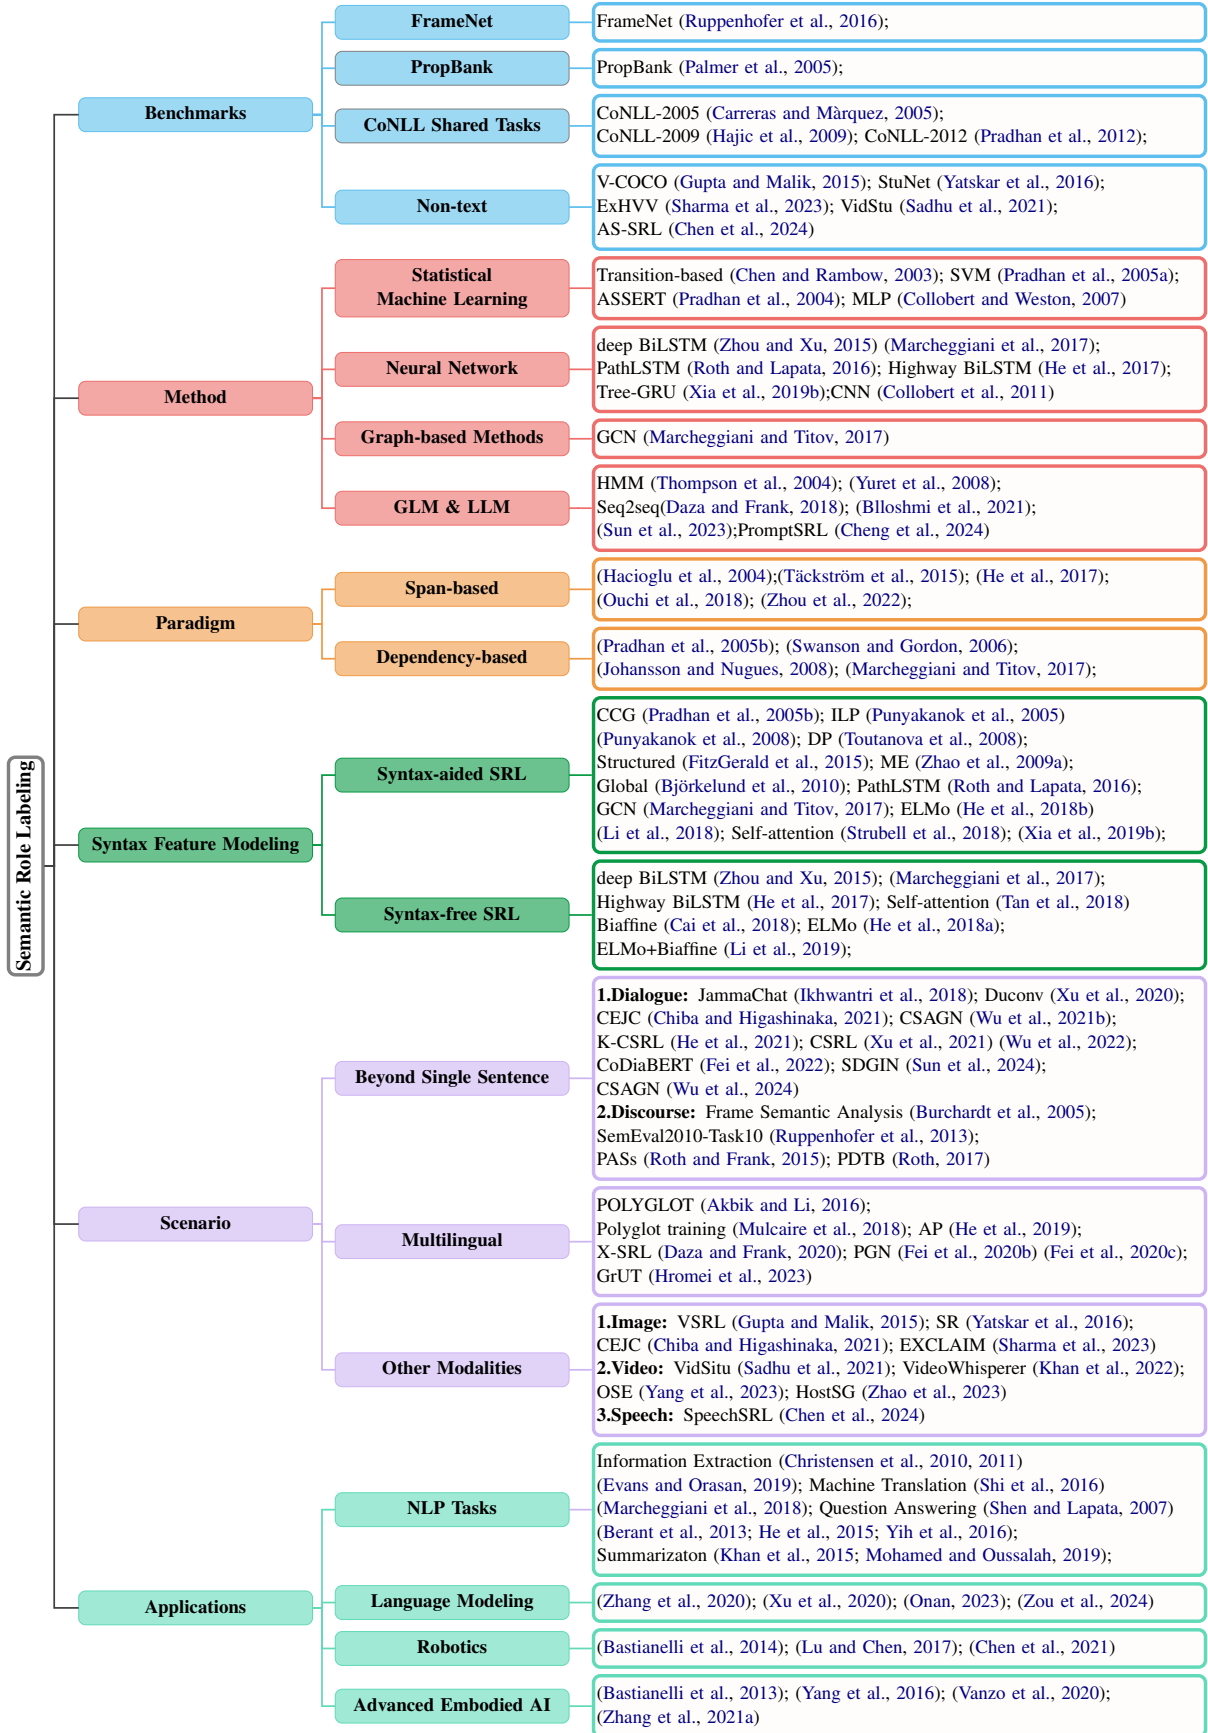 Semantic Role Labeling
Benchmarks
FrameNet
FrameNet (Ruppenhofer et al., 2016);
PropBank
PropBank (Palmer et al., 2005);
CoNLL Shared Tasks
CoNLL-2005 (Carreras and Màrquez, 2005);
CoNLL-2009 (Hajic et al., 2009); CoNLL-2012 (Pradhan et al., 2012);
Non-text
V-COCO (Gupta and Malik, 2015); StuNet (Yatskar et al., 2016);
ExHVV (Sharma et al., 2023); VidStu (Sadhu et al., 2021);
AS-SRL (Chen et al., 2024)
Method
Statistical
Machine Learning
Transition-based (Chen and Rambow, 2003); SVM (Pradhan et al., 2005a);
ASSERT (Pradhan et al., 2004); MLP (Collobert and Weston, 2007)
Neural Network
deep BiLSTM (Zhou and Xu, 2015) (Marcheggiani et al., 2017);
PathLSTM (Roth and Lapata, 2016); Highway BiLSTM (He et al., 2017);
Tree-GRU (Xia et al., 2019b);CNN (Collobert et al., 2011)
Graph-based Methods
GCN (Marcheggiani and Titov, 2017)
GLM & LLM
HMM (Thompson et al., 2004); (Yuret et al., 2008);
Seq2seq(Daza and Frank, 2018); (Blloshmi et al., 2021);
(Sun et al., 2023);PromptSRL (Cheng et al., 2024)
Paradigm
Span-based
(Hacioglu et al., 2004);(Täckström et al., 2015); (He et al., 2017);
(Ouchi et al., 2018); (Zhou et al., 2022);
Dependency-based
(Pradhan et al., 2005b); (Swanson and Gordon, 2006);
(Johansson and Nugues, 2008); (Marcheggiani and Titov, 2017);
Syntax Feature Modeling
Syntax-aided SRL
CCG (Pradhan et al., 2005b); ILP (Punyakanok et al., 2005)
(Punyakanok et al., 2008); DP (Toutanova et al., 2008);
Structured (FitzGerald et al., 2015); ME (Zhao et al., 2009a);
Global (Björkelund et al., 2010); PathLSTM (Roth and Lapata, 2016);
GCN (Marcheggiani and Titov, 2017); ELMo (He et al., 2018b)
(Li et al., 2018); Self-attention (Strubell et al., 2018); (Xia et al., 2019b);
Syntax-free SRL
deep BiLSTM (Zhou and Xu, 2015); (Marcheggiani et al., 2017);
Highway BiLSTM (He et al., 2017); Self-attention (Tan et al., 2018)
Biaffine (Cai et al., 2018); ELMo (He et al., 2018a);
ELMo+Biaffine (Li et al., 2019);
Scenario
Beyond Single Sentence
1.Dialogue: JammaChat (Ikhwantri et al., 2018); Duconv (Xu et al., 2020);
CEJC (Chiba and Higashinaka, 2021); CSAGN (Wu et al., 2021b);
K-CSRL (He et al., 2021); CSRL (Xu et al., 2021) (Wu et al., 2022);
CoDiaBERT (Fei et al., 2022); SDGIN (Sun et al., 2024);
CSAGN (Wu et al., 2024)
2.Discourse: Frame Semantic Analysis (Burchardt et al., 2005);
SemEval2010-Task10 (Ruppenhofer et al., 2013);
PASs (Roth and Frank, 2015); PDTB (Roth, 2017)
Multilingual
POLYGLOT (Akbik and Li, 2016);
Polyglot training (Mulcaire et al., 2018); AP (He et al., 2019);
X-SRL (Daza and Frank, 2020); PGN (Fei et al., 2020b) (Fei et al., 2020c);
GrUT (Hromei et al., 2023)
Other Modalities
1.Image: VSRL (Gupta and Malik, 2015); SR (Yatskar et al., 2016);
CEJC (Chiba and Higashinaka, 2021); EXCLAIM (Sharma et al., 2023)
2.Video: VidSitu (Sadhu et al., 2021); VideoWhisperer (Khan et al., 2022);
OSE (Yang et al., 2023); HostSG (Zhao et al., 2023)
3.Speech: SpeechSRL (Chen et al., 2024)
Applications
NLP Tasks
Information Extraction (Christensen et al., 2010, 2011)
(Evans and Orasan, 2019); Machine Translation (Shi et al., 2016)
(Marcheggiani et al., 2018); Question Answering (Shen and Lapata, 2007)
(Berant et al., 2013; He et al., 2015; Yih et al., 2016);
Summarizaton (Khan et al., 2015; Mohamed and Oussalah, 2019);
Language Modeling
(Zhang et al., 2020); (Xu et al., 2020); (Onan, 2023); (Zou et al., 2024)
Robotics
(Bastianelli et al., 2014); (Lu and Chen, 2017); (Chen et al., 2021)
Advanced Embodied AI
(Bastianelli et al., 2013); (Yang et al., 2016); (Vanzo et al., 2020);
(Zhang et al., 2021a)